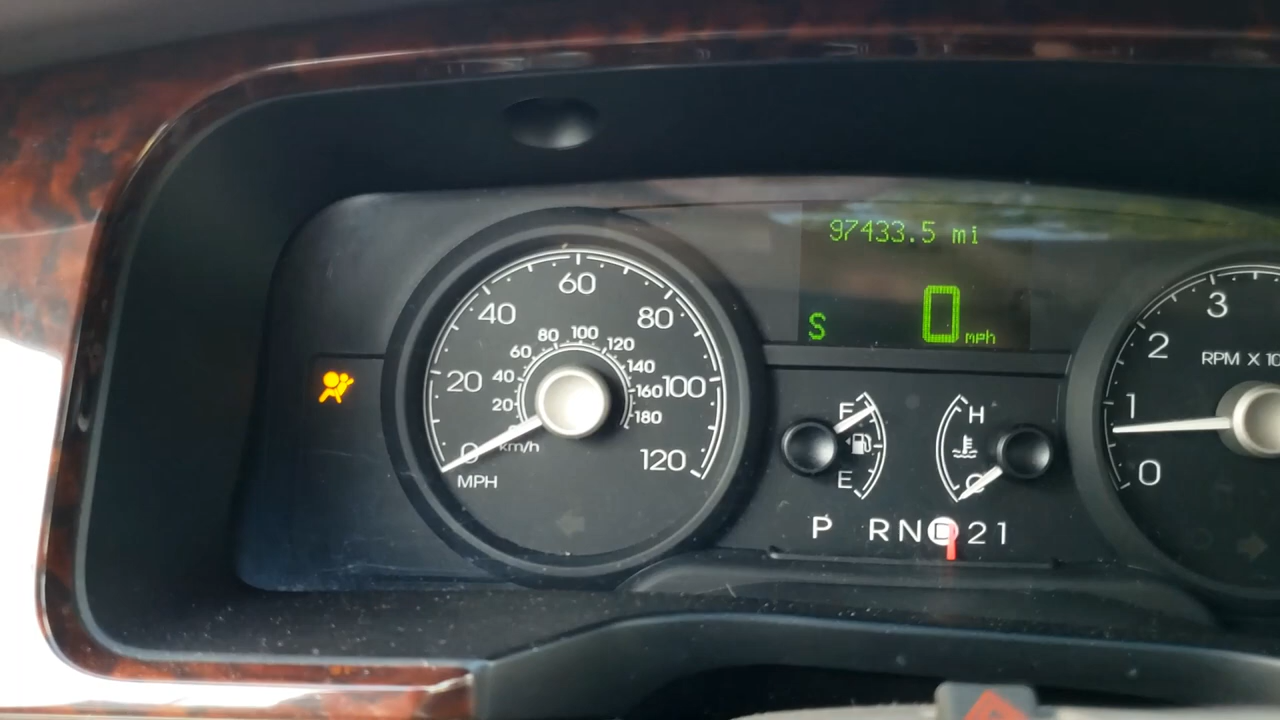 97433.5 mi
S 0 mph
0 20 40 60 80 100 120
MPH
20 40 60 80 100 120 140 160 180
km/h
F
E
H
C
P R N D 2 1
0 1 2 3
RPM X 10